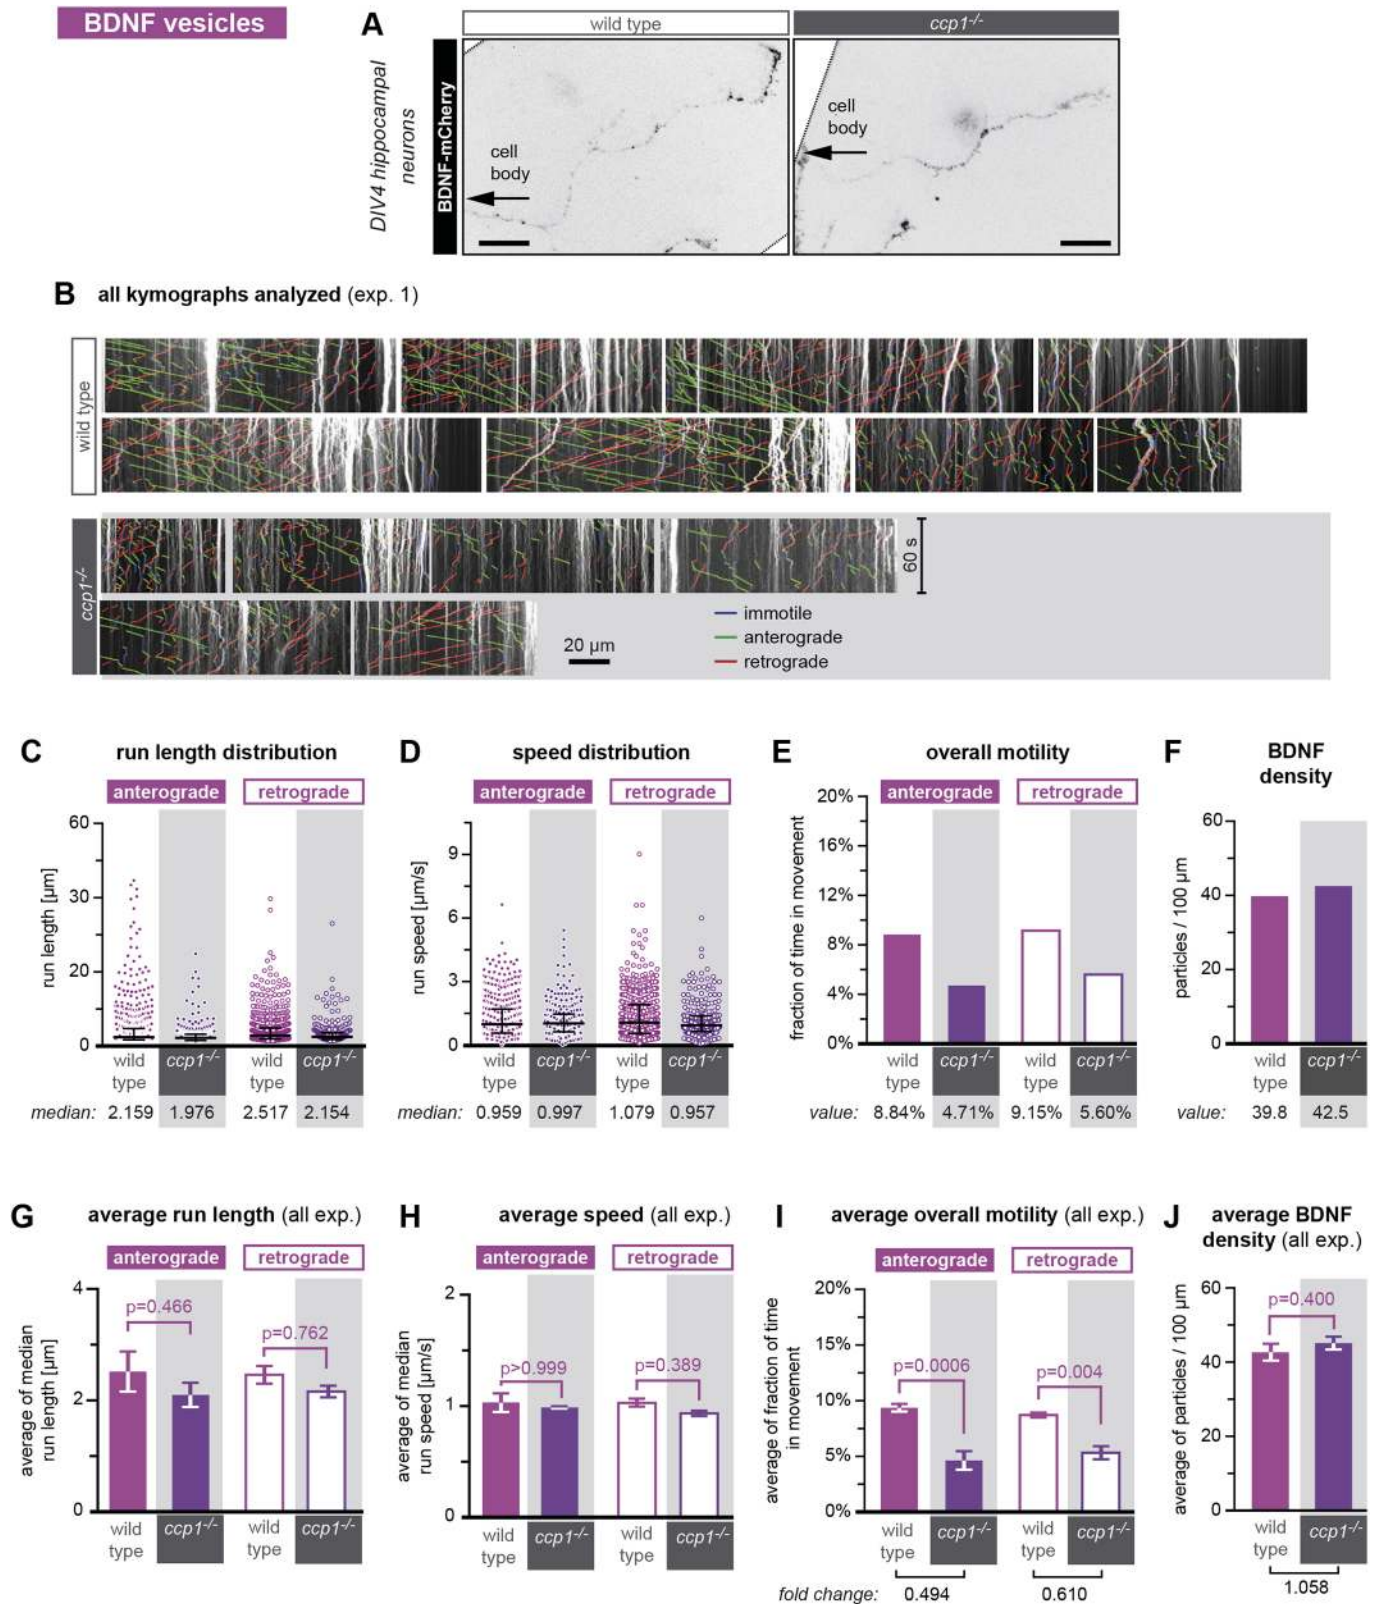 BDNF vesicles
A
wild type
ccp1-/-
DIV4 hippocampal
neurons
BDNF-mCherry
cell
body
cell
body
B all kymographs analyzed (exp. 1)
wild type
ccp1-/-
60 s
20 µm
immotile
anterograde
retrograde
C run length distribution
anterograde retrograde
run length [µm]
60
30
20
0
wild
type
ccp1-/-
wild
type
ccp1-/-
median: 2.159 1.976 2.517 2.154
D speed distribution
anterograde retrograde
run speed [µm/s]
9
6
3
0
wild
type
ccp1-/-
wild
type
ccp1-/-
median: 0.959 0.997 1.079 0.957
E overall motility
anterograde retrograde
fraction of time in movement
20%
16%
12%
8%
4%
0%
wild
type
ccp1-/-
wild
type
ccp1-/-
value: 8.84% 4.71% 9.15% 5.60%
F BDNF
density
particles / 100 µm
60
40
20
0
wild
type
ccp1-/-
value: 39.8 42.5
G average run length (all exp.)
anterograde retrograde
average of median
run length [µm]
4
2
0
p=0.466
p=0.762
wild
type
ccp1-/-
wild
type
ccp1-/-
H average speed (all exp.)
anterograde retrograde
average of median
run speed [µm/s]
2
1
0
p>0.999
p=0.389
wild
type
ccp1-/-
wild
type
ccp1-/-
I average overall motility (all exp.)
anterograde retrograde
average of fraction of time
in movement
20%
15%
10%
5%
0%
p=0.0006
p=0.004
wild
type
ccp1-/-
wild
type
ccp1-/-
fold change: 0.494 0.610
J average BDNF
density (all exp.)
average of particles / 100 µm
60
40
20
0
p=0.400
wild
type
ccp1-/-
1.058